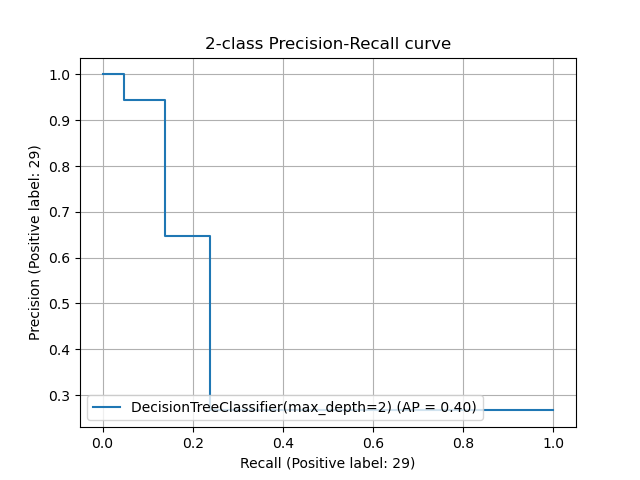 2-class Precision-Recall curve
1.0
0.9
0.8
0.7
0.6
0.5
0.4
0.3
Precision (Positive label: 29)
DecisionTreeClassifier(max_depth=2) (AP = 0.40)
0.0 0.2 0.4 0.6 0.8 1.0
Recall (Positive label: 29)